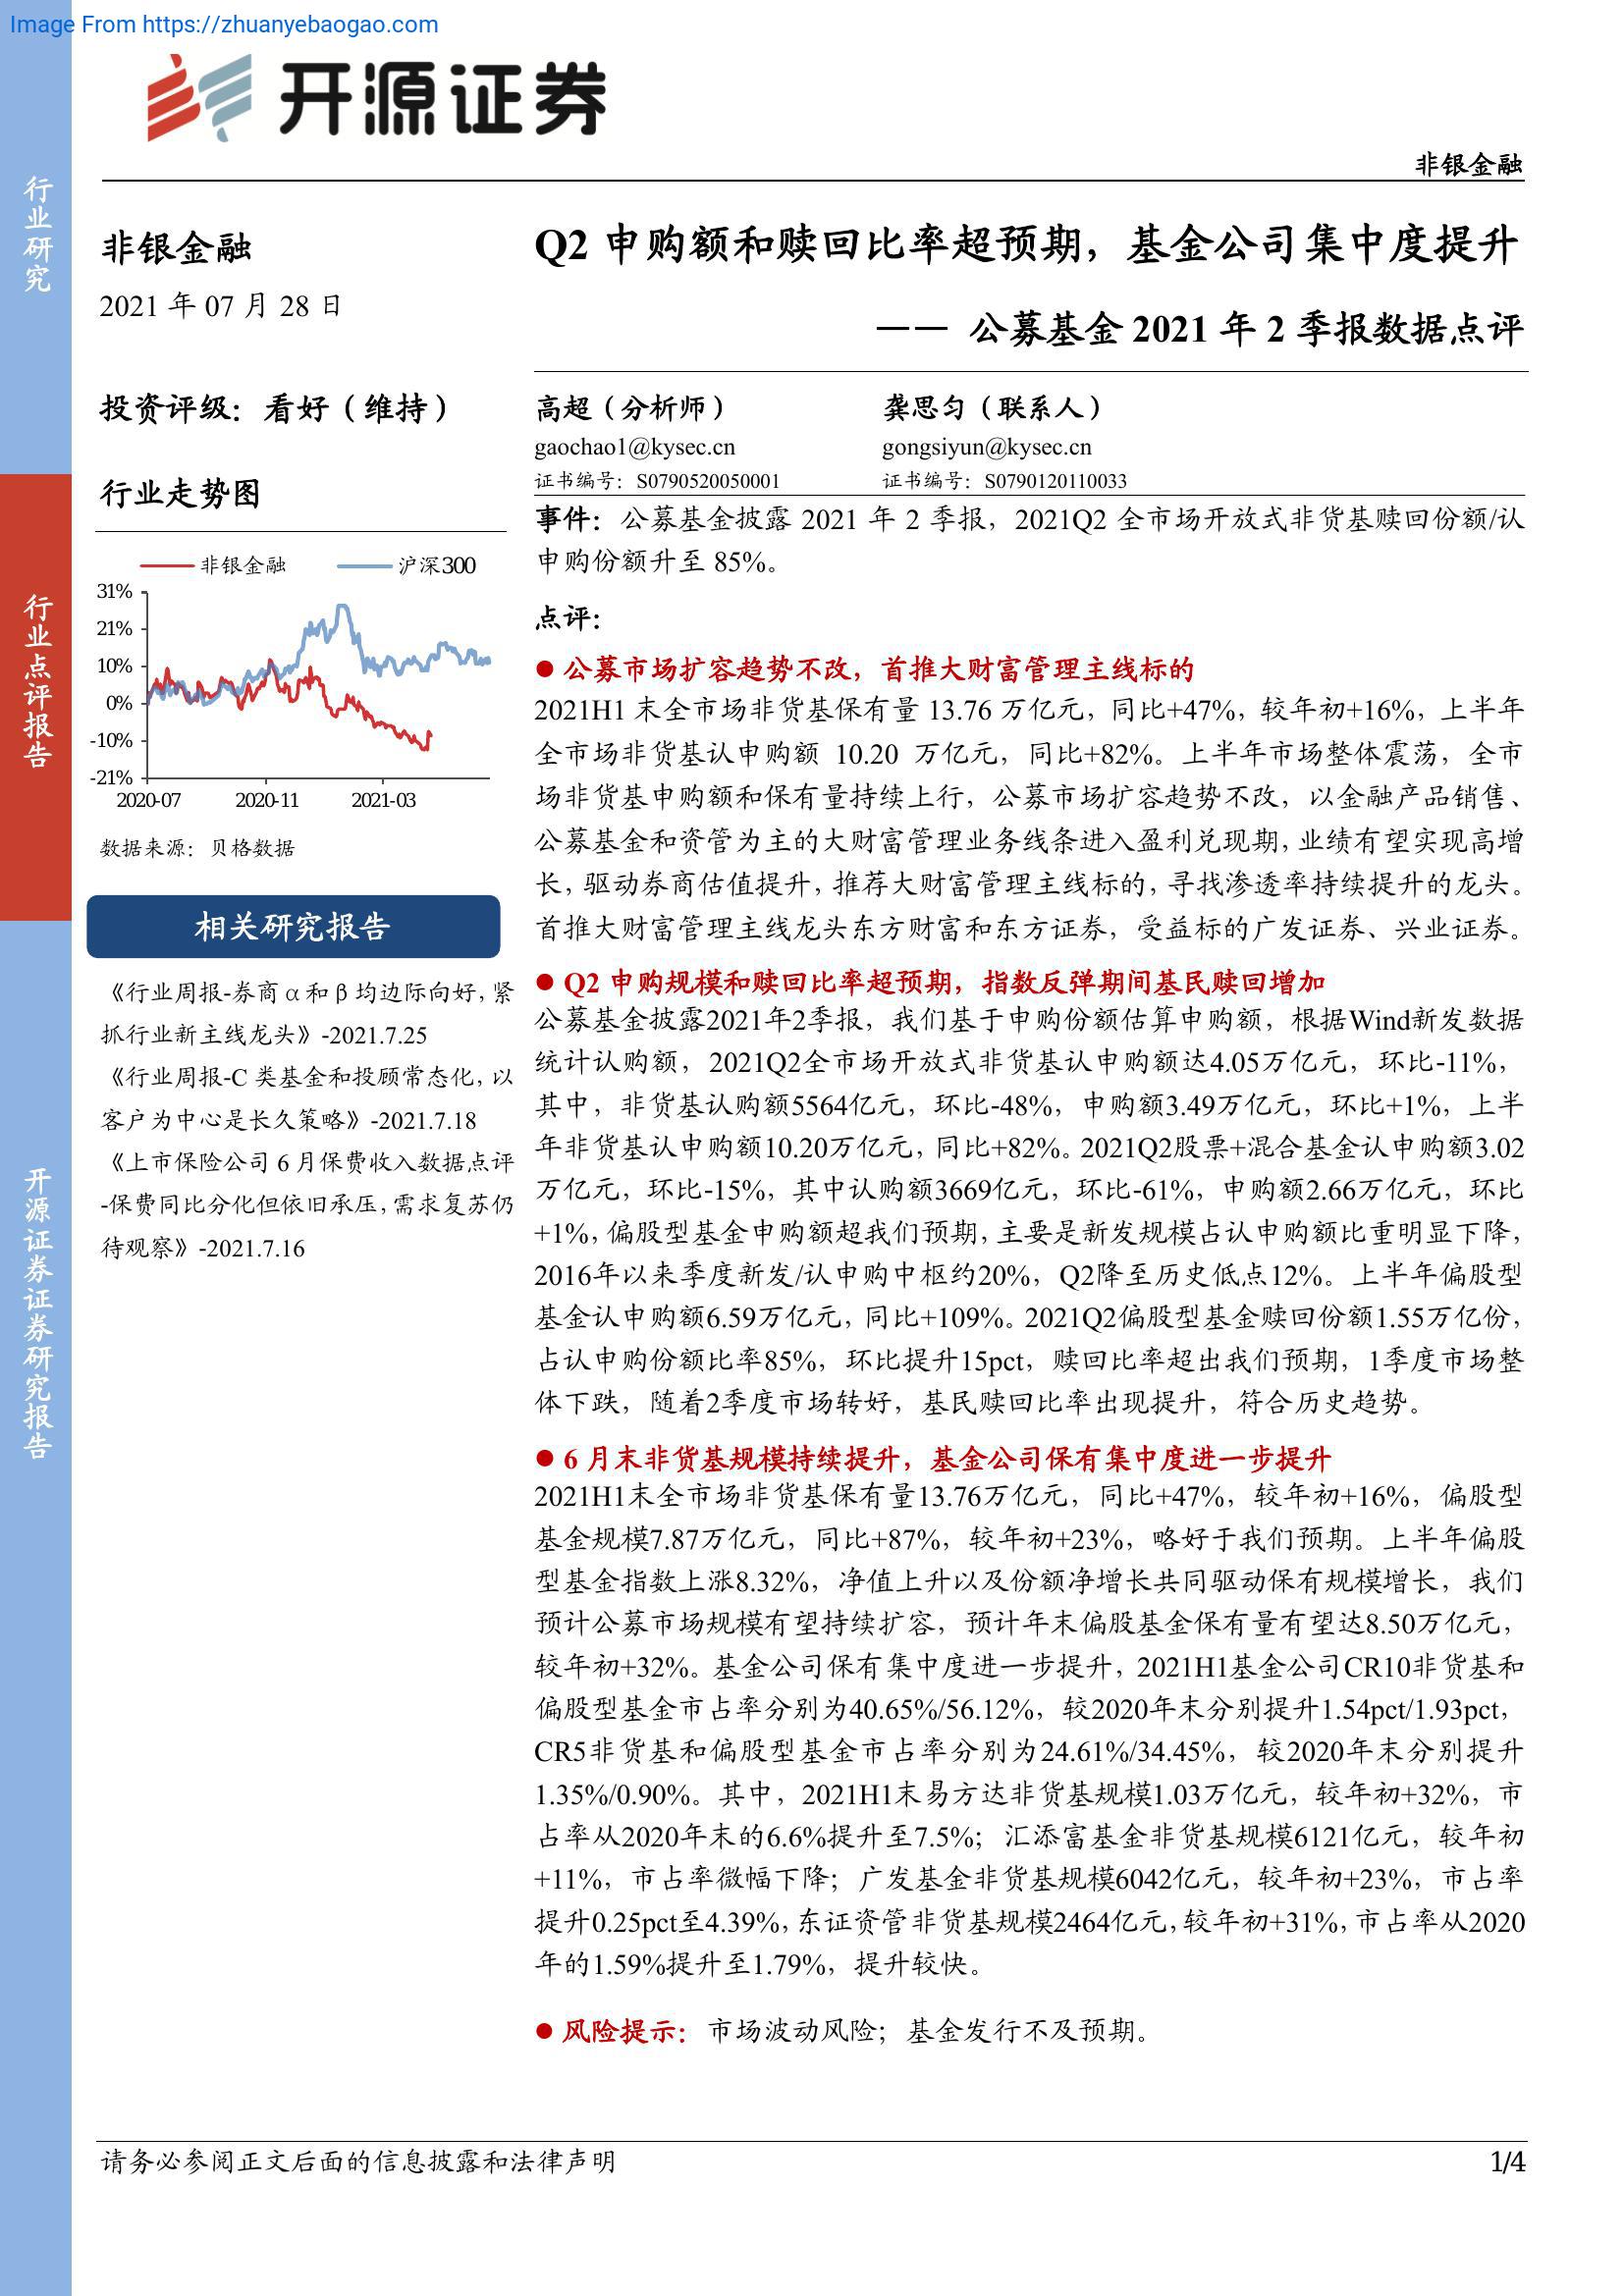 Image From https://zhuanyebaogao.com
开源证券
非银金融
行业研究
行业点评报告
开源证券证券研究报告
非银金融
2021 年 07 月 28 日
投资评级：看好（维持）
行业走势图
非银金融
沪深300
31%
21%
10%
0%
-10%
-21%
2020-07
2020-11
2021-03
数据来源：贝格数据
相关研究报告
《行业周报-券商 α 和 β 均边际向好，紧
抓行业新主线龙头》-2021.7.25
《行业周报-C 类基金和投顾常态化，以
客户为中心是长久策略》-2021.7.18
《上市保险公司 6 月保费收入数据点评
-保费同比分化但依旧承压，需求复苏仍
待观察》-2021.7.16
Q2 申购额和赎回比率超预期，基金公司集中度提升
—— 公募基金 2021 年 2 季报数据点评
高超（分析师）
龚思匀（联系人）
gaochao1@kysec.cn
gongsiyun@kysec.cn
证书编号：S0790520050001
证书编号：S0790120110033
事件：公募基金披露 2021 年 2 季报，2021Q2 全市场开放式非货基赎回份额/认
申购份额升至 85%。
点评：
● 公募市场扩容趋势不改，首推大财富管理主线标的
2021H1 末全市场非货基保有量 13.76 万亿元，同比+47%，较年初+16%，上半年
全市场非货基认申购额 10.20 万亿元，同比+82%。上半年市场整体震荡，全市
场非货基申购额和保有量持续上行，公募市场扩容趋势不改，以金融产品销售、
公募基金和资管为主的大财富管理业务线条进入盈利兑现期，业绩有望实现高增
长，驱动券商估值提升，推荐大财富管理主线标的，寻找渗透率持续提升的龙头。
首推大财富管理主线龙头东方财富和东方证券，受益标的广发证券、兴业证券。
● Q2 申购规模和赎回比率超预期，指数反弹期间基民赎回增加
公募基金披露2021年2季报，我们基于申购份额估算申购额，根据Wind新发数据
统计认购额，2021Q2全市场开放式非货基认申购额达4.05万亿元，环比-11%，
其中，非货基认购额5564亿元，环比-48%，申购额3.49万亿元，环比+1%，上半
年非货基认申购额10.20万亿元，同比+82%。2021Q2股票+混合基金认申购额3.02
万亿元，环比-15%，其中认购额3669亿元，环比-61%，申购额2.66万亿元，环比
+1%，偏股型基金申购额超我们预期，主要是新发规模占认申购额比重明显下降，
2016年以来季度新发/认申购中枢约20%，Q2降至历史低点12%。上半年偏股型
基金认申购额6.59万亿元，同比+109%。2021Q2偏股型基金赎回份额1.55万亿份，
占认申购份额比率85%，环比提升15pct，赎回比率超出我们预期，1季度市场整
体下跌，随着2季度市场转好，基民赎回比率出现提升，符合历史趋势。
● 6 月末非货基规模持续提升，基金公司保有集中度进一步提升
2021H1末全市场非货基保有量13.76万亿元，同比+47%，较年初+16%，偏股型
基金规模7.87万亿元，同比+87%，较年初+23%，略好于我们预期。上半年偏股
型基金指数上涨8.32%，净值上升以及份额净增长共同驱动保有规模增长，我们
预计公募市场规模有望持续扩容，预计年末偏股基金保有量有望达8.50万亿元，
较年初+32%。基金公司保有集中度进一步提升，2021H1基金公司CR10非货基和
偏股型基金市占率分别为40.65%/56.12%，较2020年末分别提升1.54pct/1.93pct，
CR5非货基和偏股型基金市占率分别为24.61%/34.45%，较2020年末分别提升
1.35%/0.90%。其中，2021H1末易方达非货基规模1.03万亿元，较年初+32%，市
占率从2020年末的6.6%提升至7.5%；汇添富基金非货基规模6121亿元，较年初
+11%，市占率微幅下降；广发基金非货基规模6042亿元，较年初+23%，市占率
提升0.25pct至4.39%，东证资管非货基规模2464亿元，较年初+31%，市占率从2020
年的1.59%提升至1.79%，提升较快。
● 风险提示：市场波动风险；基金发行不及预期。
请务必参阅正文后面的信息披露和法律声明
1/4